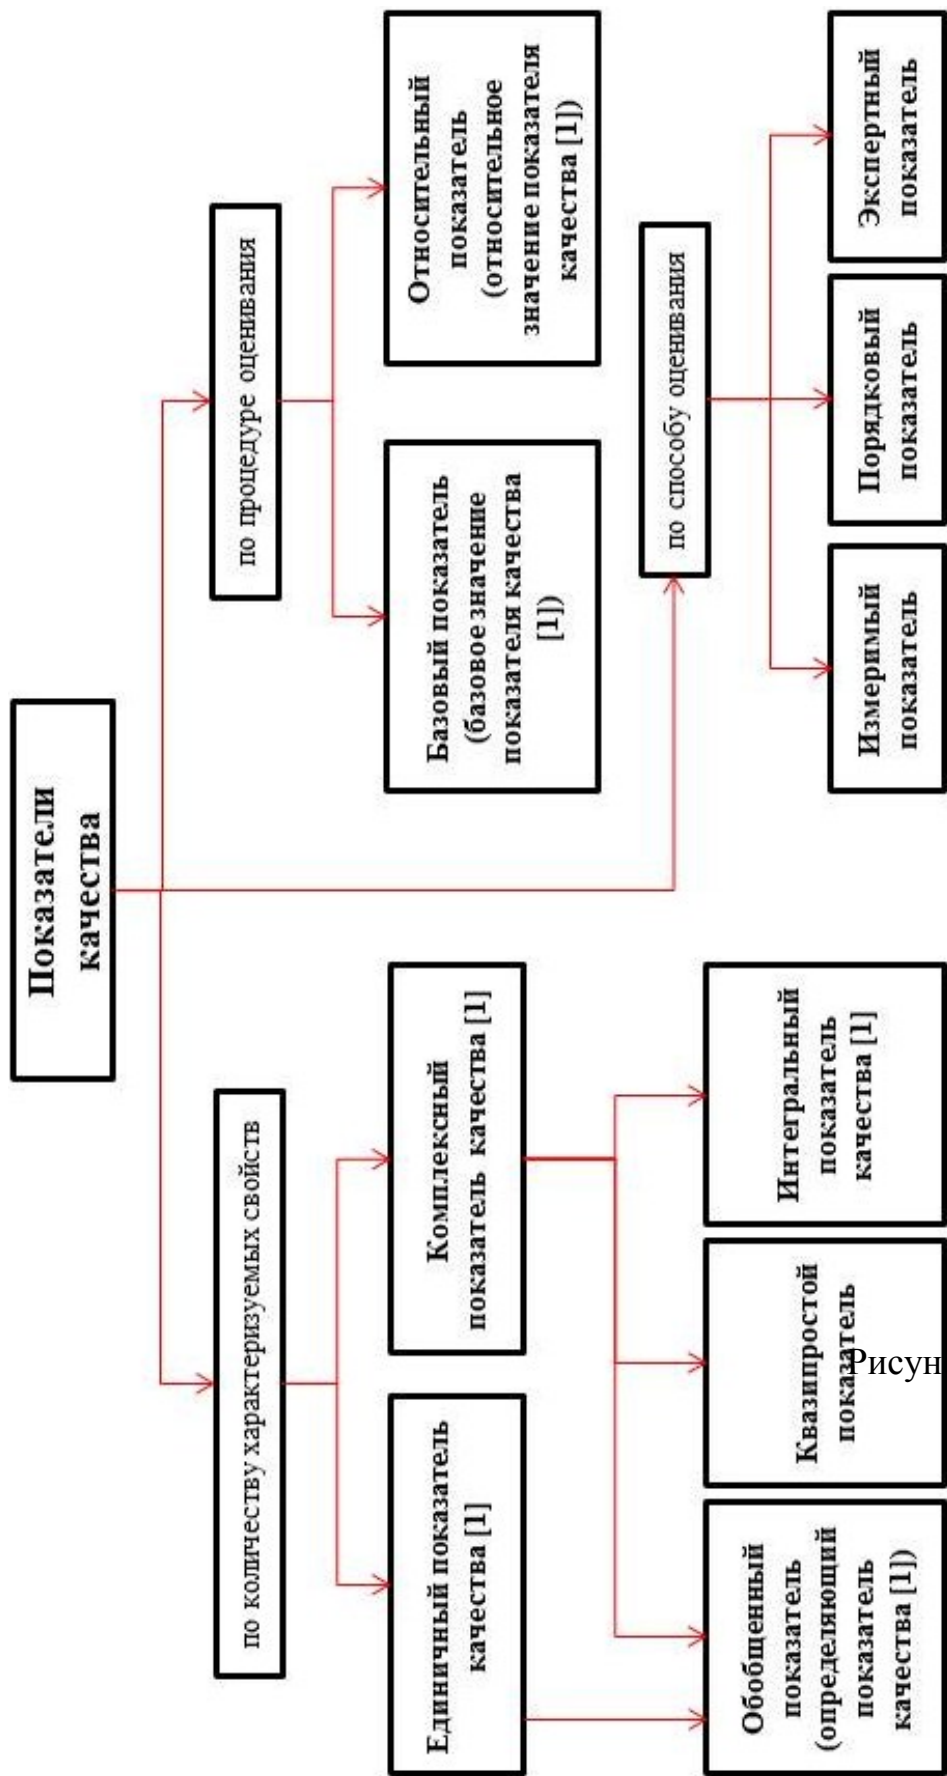 Показатели
качества
по количеству характеризуемых свойств
по процедуре оценивания
Единичный показатель
качества [1]
Комплексный
показатель качества [1]
Базовый показатель
(базовое значение
показателя качества
[1])
Относительный
показатель
(относительное
значение показателя
качества [1])
по способу оценивания
Обобщенный
показатель
(определяющий
показатель
качества [1])
Квазипростой
показатель
Интегральный
показатель
качества [1]
Измеримый
показатель
Порядковый
показатель
Экспертный
показатель
Рисун